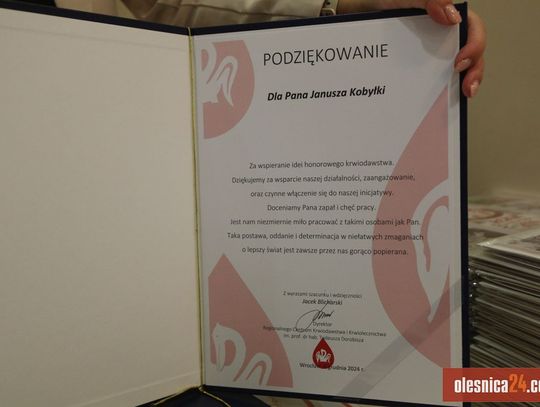 PODZIĘKOWANIE
Dla Pana Janusza Kobyłki
Za wspieranie idei honorowego krwiodawstwa.
Dziękujemy za wsparcie naszej działalności, zaangażowanie,
oraz czynne włączenie się do naszej inicjatywy.
Doceniamy Pana zapał i chęć pracy.
Jest nam niezmiernie miło pracować z takimi osobami jak Pan.
Taka postawa, oddanie i determinacja w niełatwych zmaganiach
o lepszy świat jest zawsze przez nas gorąco popierana.
Z wyrazami szacunku i wdzięczności
Jacek
Dyrektor
Regionalnego Centrum Krwiodawstwa i Krwiolecznictwa
im. prof. dr hab. Tadeusza Dorobisza
grudnia 2024 r.
olesnica24.c